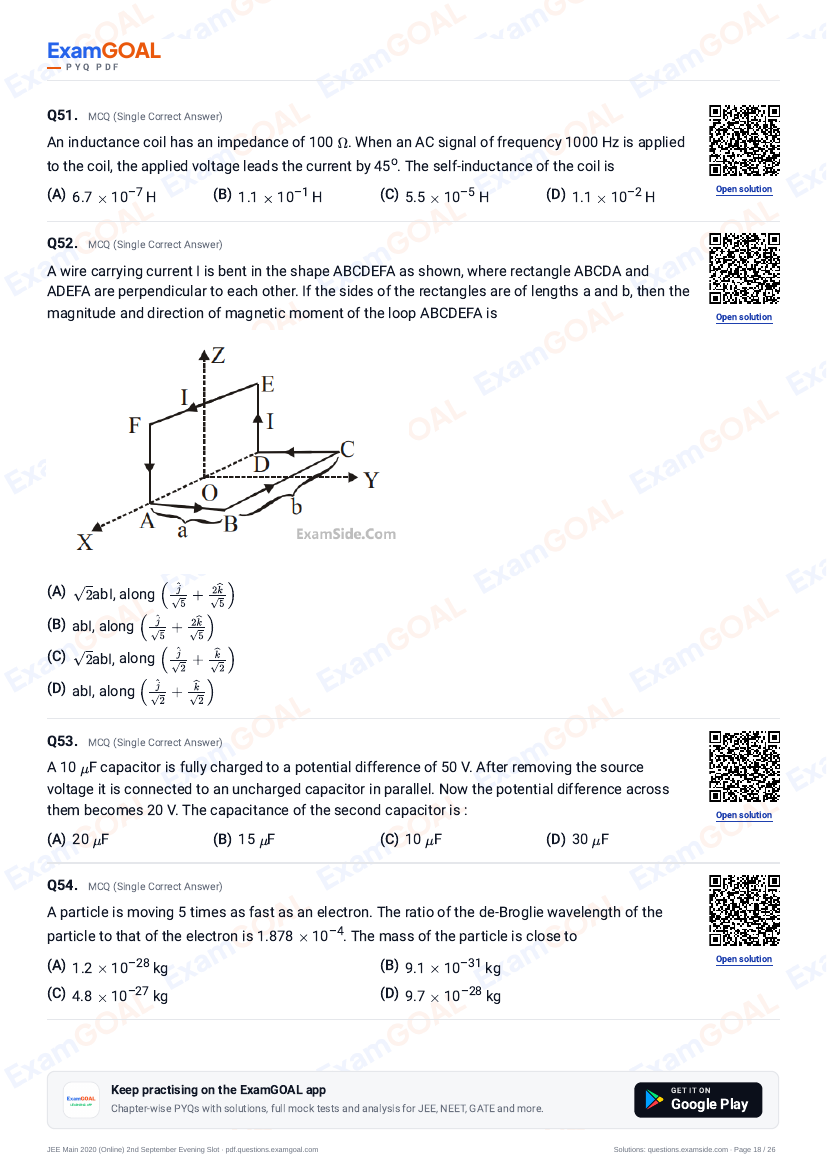 ExamGOAL
PYQ PDF
Q51. MCQ (Single Correct Answer)
An inductance coil has an impedance of 100 Ω. When an AC signal of frequency 1000 Hz is applied
to the coil, the applied voltage leads the current by 45°. The self-inductance of the coil is
(A) 6.7 × 10⁻⁷ H (B) 1.1 × 10⁻¹ H (C) 5.5 × 10⁻⁵ H (D) 1.1 × 10⁻² H
Open solution
Q52. MCQ (Single Correct Answer)
A wire carrying current I is bent in the shape ABCDEFA as shown, where rectangle ABCDA and
ADEFA are perpendicular to each other. If the sides of the rectangles are of lengths a and b, then the
magnitude and direction of magnetic moment of the loop ABCDEFA is
Open solution
Z
E
I
F
I
C
D
Y
O
b
A
B
a
X
ExamSide.Com
(A) √2abI, along (ĵ/√5 + 2k̂/√5)
(B) abI, along (ĵ/√5 + 2k̂/√5)
(C) √2abI, along (ĵ/√2 + k̂/√2)
(D) abI, along (ĵ/√2 + k̂/√2)
Q53. MCQ (Single Correct Answer)
A 10 μF capacitor is fully charged to a potential difference of 50 V. After removing the source
voltage it is connected to an uncharged capacitor in parallel. Now the potential difference across
them becomes 20 V. The capacitance of the second capacitor is :
(A) 20 μF (B) 15 μF (C) 10 μF (D) 30 μF
Open solution
Q54. MCQ (Single Correct Answer)
A particle is moving 5 times as fast as an electron. The ratio of the de-Broglie wavelength of the
particle to that of the electron is 1.878 × 10⁻⁴. The mass of the particle is close to
(A) 1.2 × 10⁻²⁸ kg (B) 9.1 × 10⁻³¹ kg
(C) 4.8 × 10⁻²⁷ kg (D) 9.7 × 10⁻²⁸ kg
Open solution
ExamGOAL
Keep practising on the ExamGOAL app
Chapter-wise PYQs with solutions, full mock tests and analysis for JEE, NEET, GATE and more.
GET IT ON
Google Play
JEE Main 2020 (Online) 2nd September Evening Slot · pdf.questions.examgoal.com
Solutions: questions.examside.com · Page 18 / 26